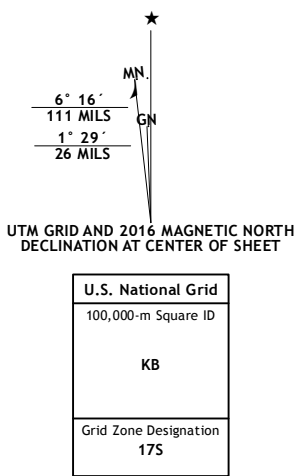 MN
GN
6° 16´
111 MILS
1° 29´
26 MILS
UTM GRID AND 2016 MAGNETIC NORTH
DECLINATION AT CENTER OF SHEET
U.S. National Grid
100,000-m Square ID
KB
Grid Zone Designation
17S